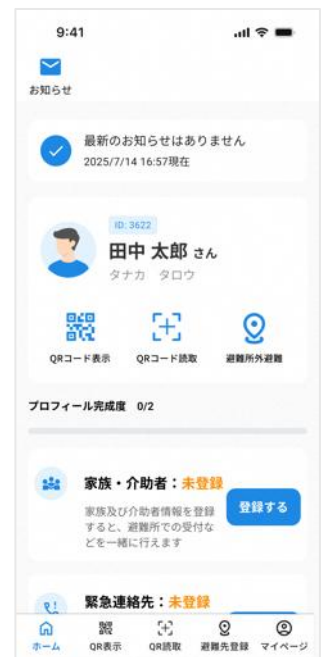 9:41
お知らせ
最新のお知らせはありません
2025/7/14 16:57現在
ID: 3622
田中 太郎 さん
タナカ タロウ
QRコード表示 QRコード読取 避難所外避難
プロフィール完成度 0/2
家族・介助者：未登録
家族及び介助者情報を登録
すると、避難所での受付な
どを一緒に行えます
登録する
緊急連絡先：未登録
ホーム QR表示 QR読取 避難先登録 マイページ